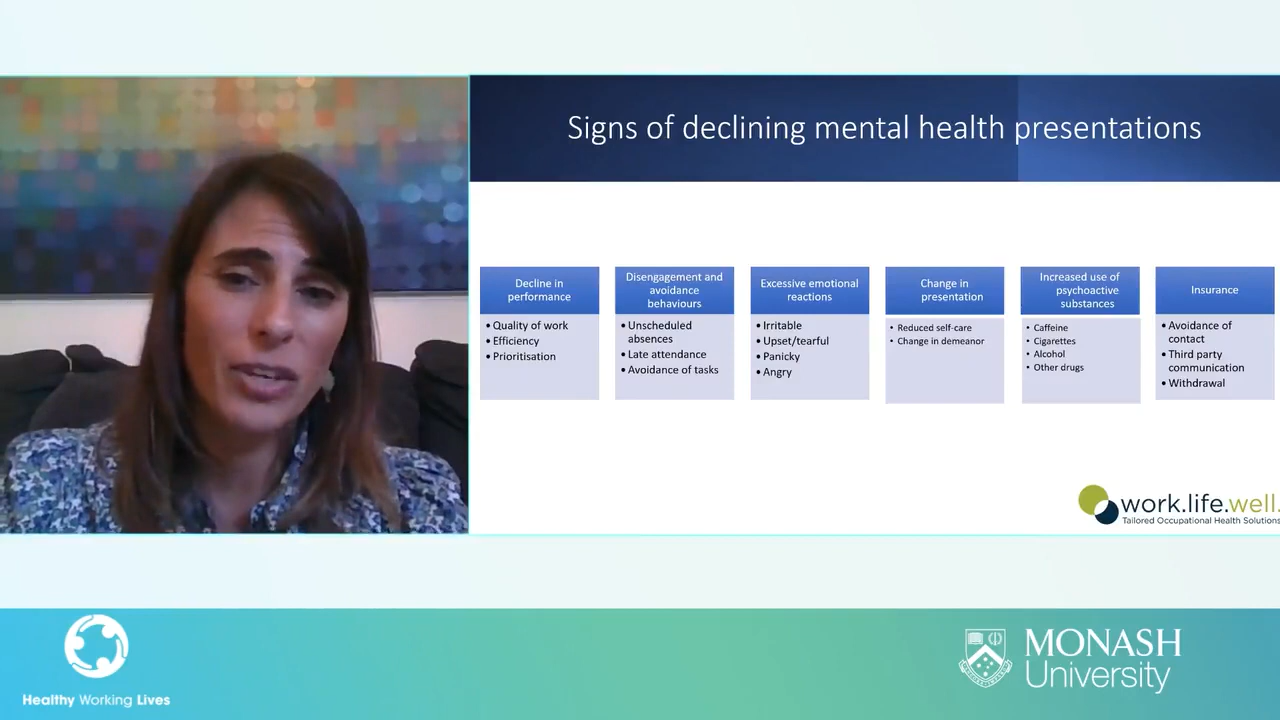 Signs of declining mental health presentations
Decline in
performance
• Quality of work
• Efficiency
• Prioritisation
Disengagement and
avoidance
behaviours
• Unscheduled
absences
• Late attendance
• Avoidance of tasks
Excessive emotional
reactions
• Irritable
• Upset/tearful
• Panicky
• Angry
Change in
presentation
• Reduced self-care
• Change in demeanor
Increased use of
psychoactive
substances
• Caffeine
• Cigarettes
• Alcohol
• Other drugs
Insurance
• Avoidance of
contact
• Third party
communication
• Withdrawal
work.life.well.
Tailored Occupational Health Solutions
Healthy Working Lives
MONASH
University